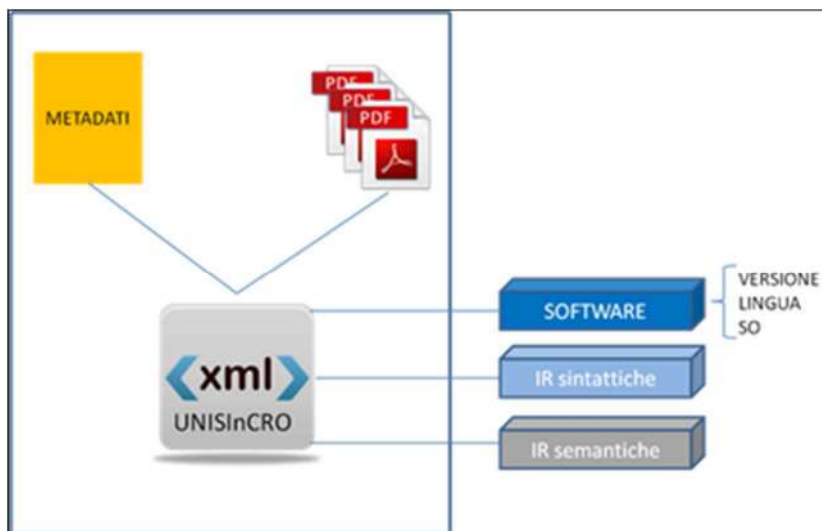 METADATI
PDF
PDF
PDF
<xml>
UNISInCRO
SOFTWARE
VERSIONE
LINGUA
SO
IR sintattiche
IR semantiche